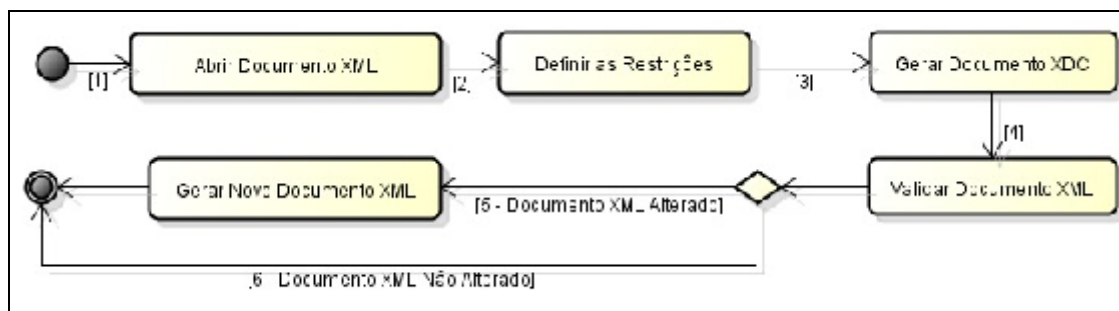 Abrir Documento XML
Definir as Restrições
Gerar Documento XDC
[1]
[2]
[3]
[4]
Gerar Novo Documento XML
Validar Documento XML
[5 - Documento XML Alterado]
[6 - Documento XML Não Alterado]